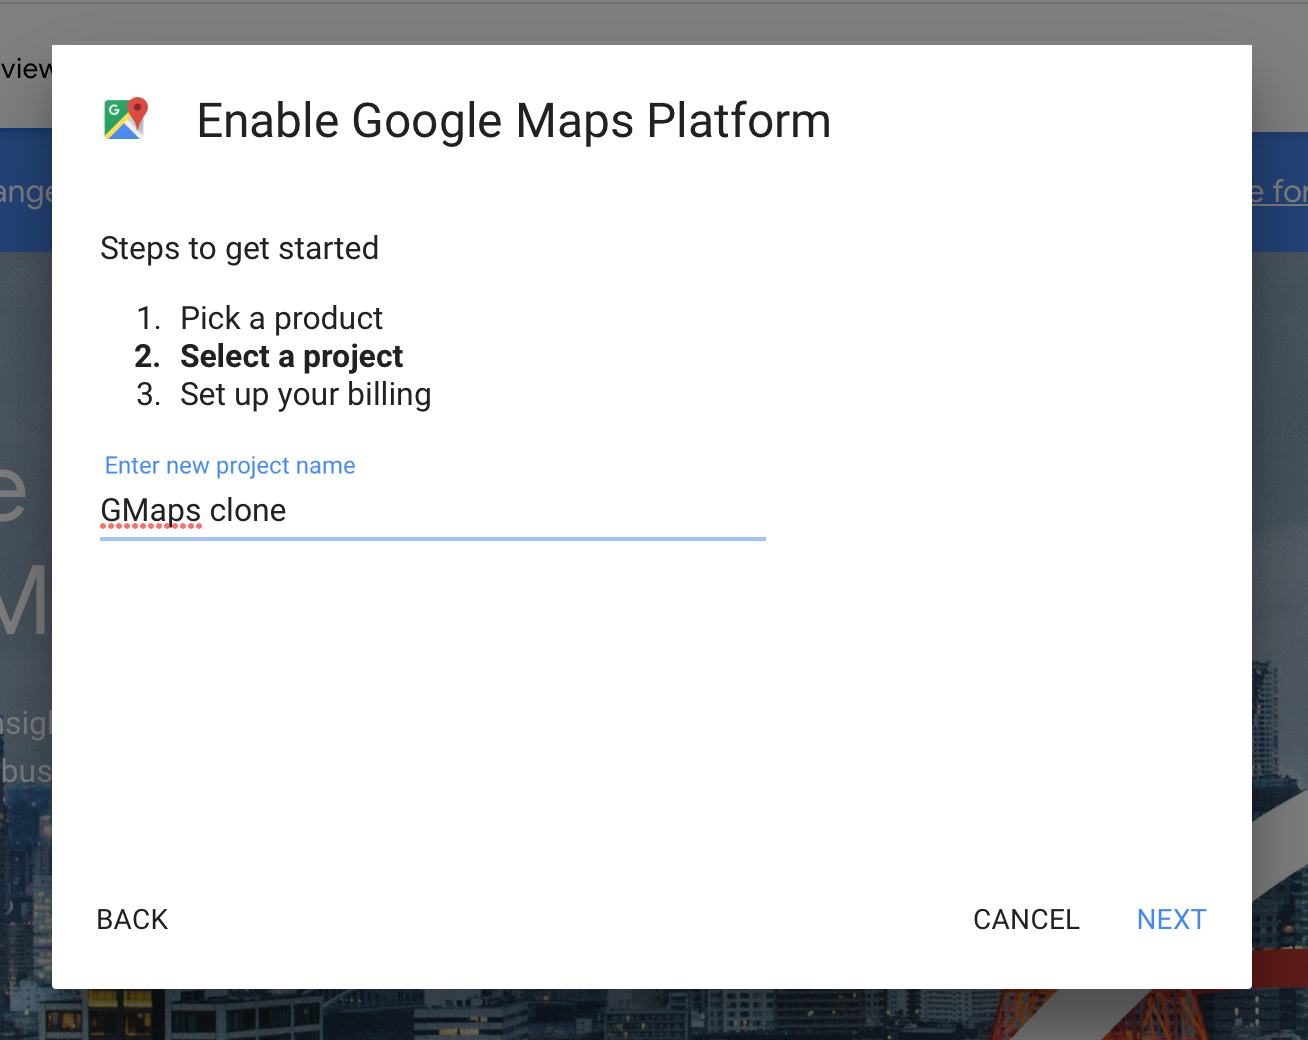 view
Enable Google Maps Platform
ange
e for
Steps to get started
1. Pick a product
2. Select a project
3. Set up your billing
Enter new project name
GMaps clone
e
M
nsigh
bus
BACK
CANCEL
NEXT